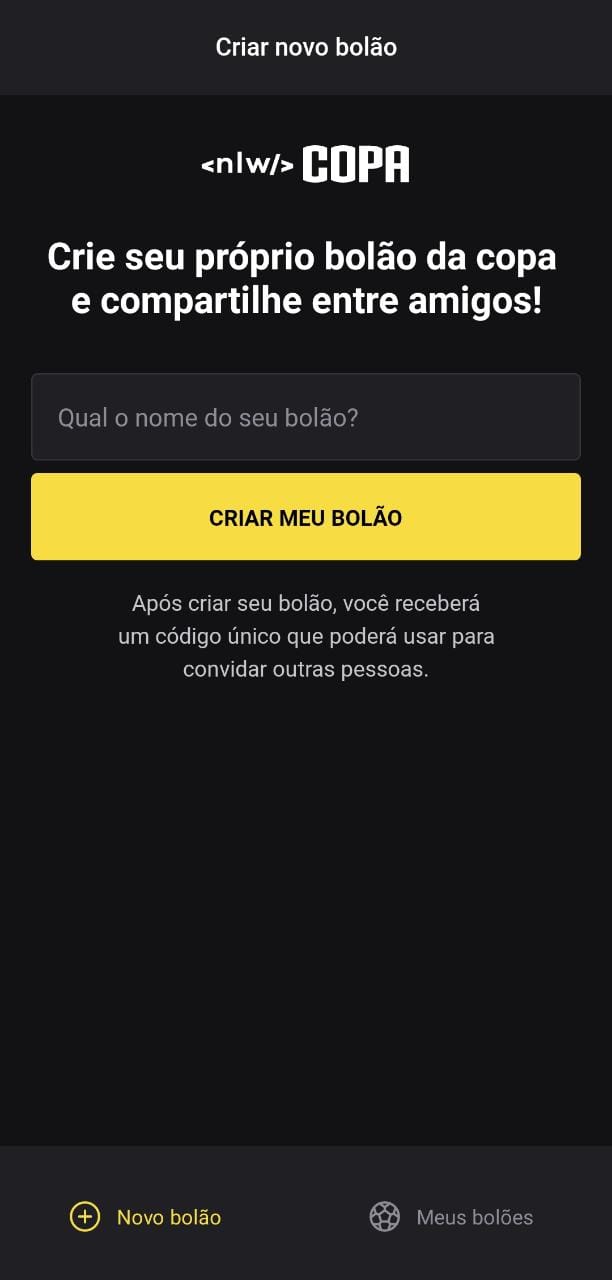 Criar novo bolão
<nlw/> COPA
Crie seu próprio bolão da copa
e compartilhe entre amigos!
Qual o nome do seu bolão?
CRIAR MEU BOLÃO
Após criar seu bolão, você receberá
um código único que poderá usar para
convidar outras pessoas.
Novo bolão
Meus bolões